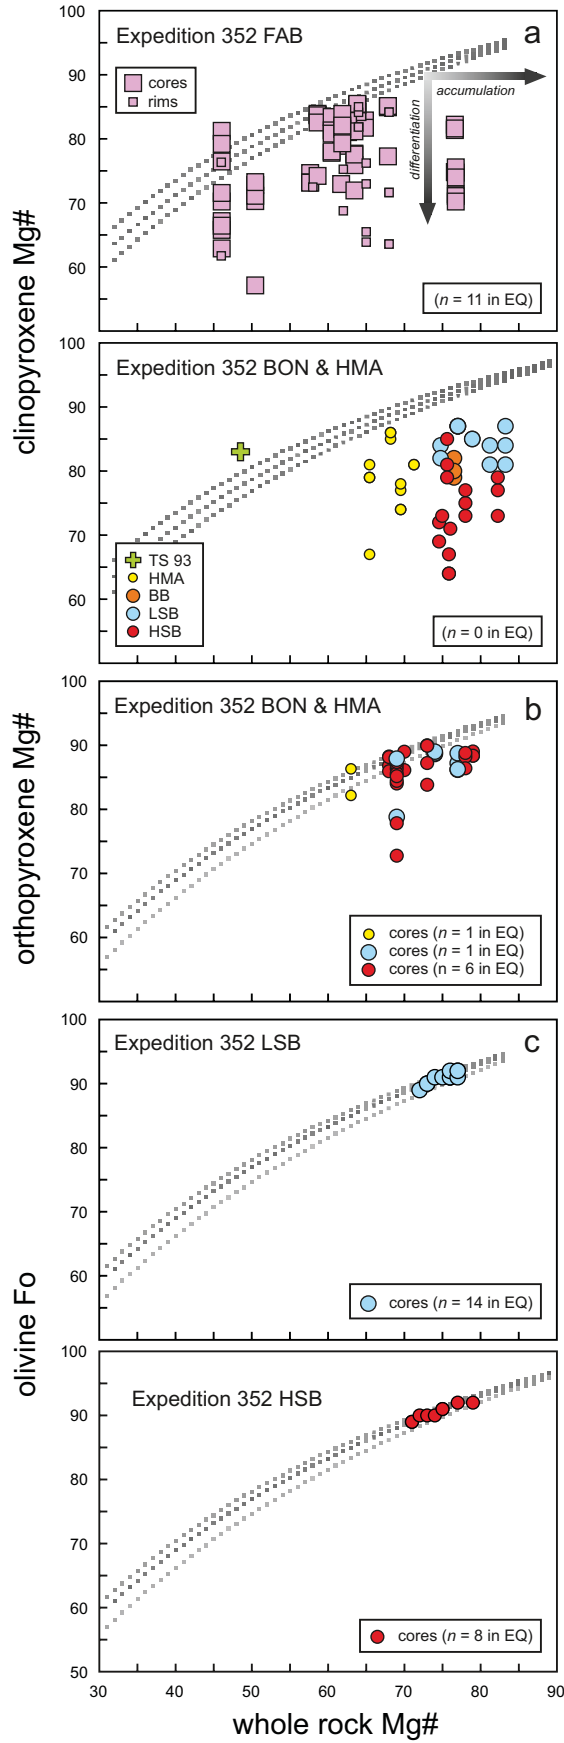 Expedition 352 FAB
a
cores
rims
accumulation
differentiation
(n = 11 in EQ)
100
90
80
70
60
clinopyroxene Mg#
Expedition 352 BON & HMA
TS 93
HMA
BB
LSB
HSB
(n = 0 in EQ)
100
90
80
70
60
Expedition 352 BON & HMA
b
cores (n = 1 in EQ)
cores (n = 1 in EQ)
cores (n = 6 in EQ)
100
90
80
70
60
orthopyroxene Mg#
Expedition 352 LSB
c
cores (n = 14 in EQ)
100
90
80
70
60
olivine Fo
Expedition 352 HSB
cores (n = 8 in EQ)
100
90
80
70
60
50
30 40 50 60 70 80 90
whole rock Mg#